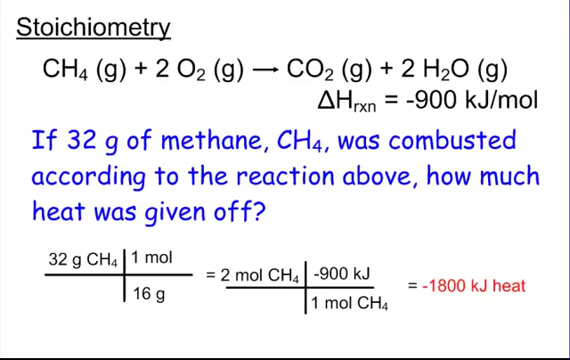 Stoichiometry
CH₄ (g) + 2 O₂ (g) → CO₂ (g) + 2 H₂O (g)
ΔHrxn = -900 kJ/mol
If 32 g of methane, CH₄, was combusted
according to the reaction above, how much
heat was given off?
32 g CH₄ 1 mol
16 g
= 2 mol CH₄ -900 kJ
1 mol CH₄
= -1800 kJ heat